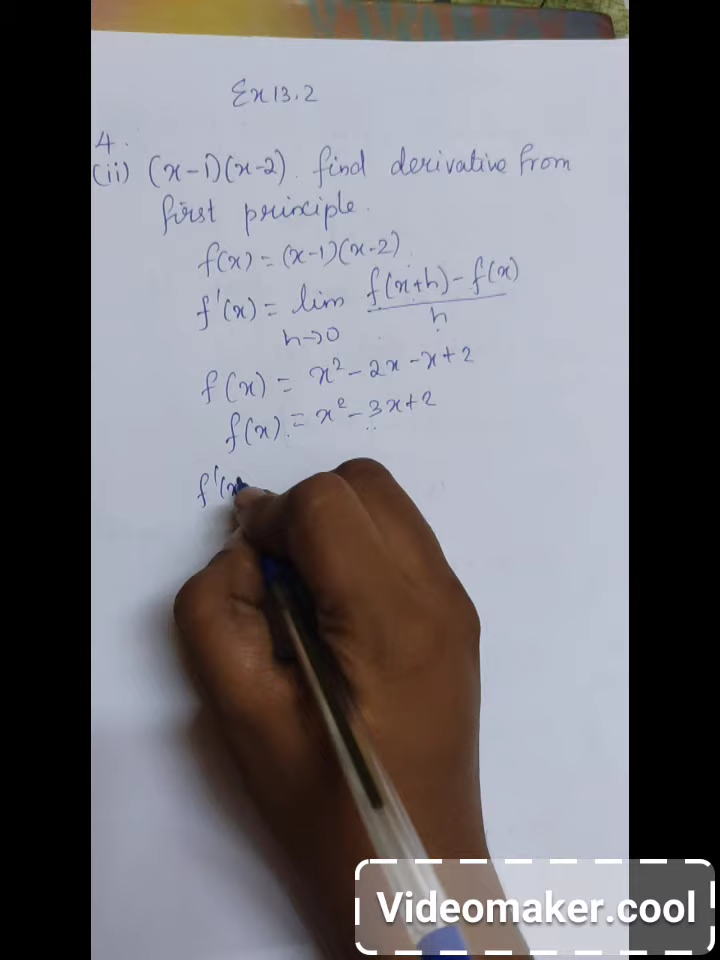 Ex 13.2
4.
(ii) (x-1)(x-2). find derivative from
first principle.
f(x) = (x-1)(x-2)
f'(x) = lim h→0 f(x+h) - f(x) / h
f(x) = x² - 2x - x + 2
f(x) = x² - 3x + 2
f'(x
Videomaker.cool